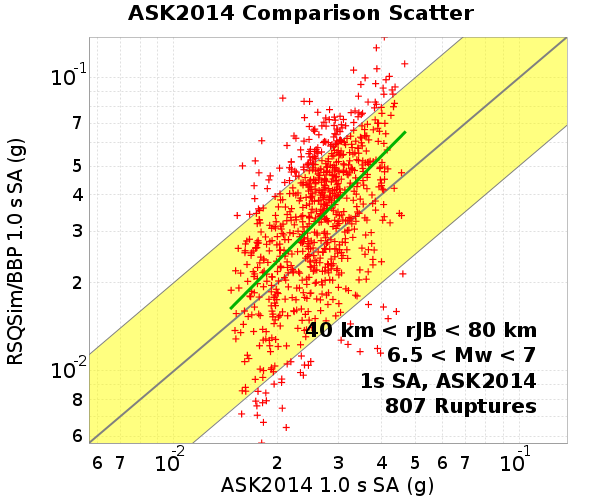 ASK2014 Comparison Scatter
RSQSim/BBP 1.0 s SA (g)
10-1
7
5
4
3
2
10-2
8
6
40 km < rJB < 80 km
6.5 < Mw < 7
1s SA, ASK2014
807 Ruptures
6 7 10-2 2 3 4 5 6 7 8 10-1
ASK2014 1.0 s SA (g)